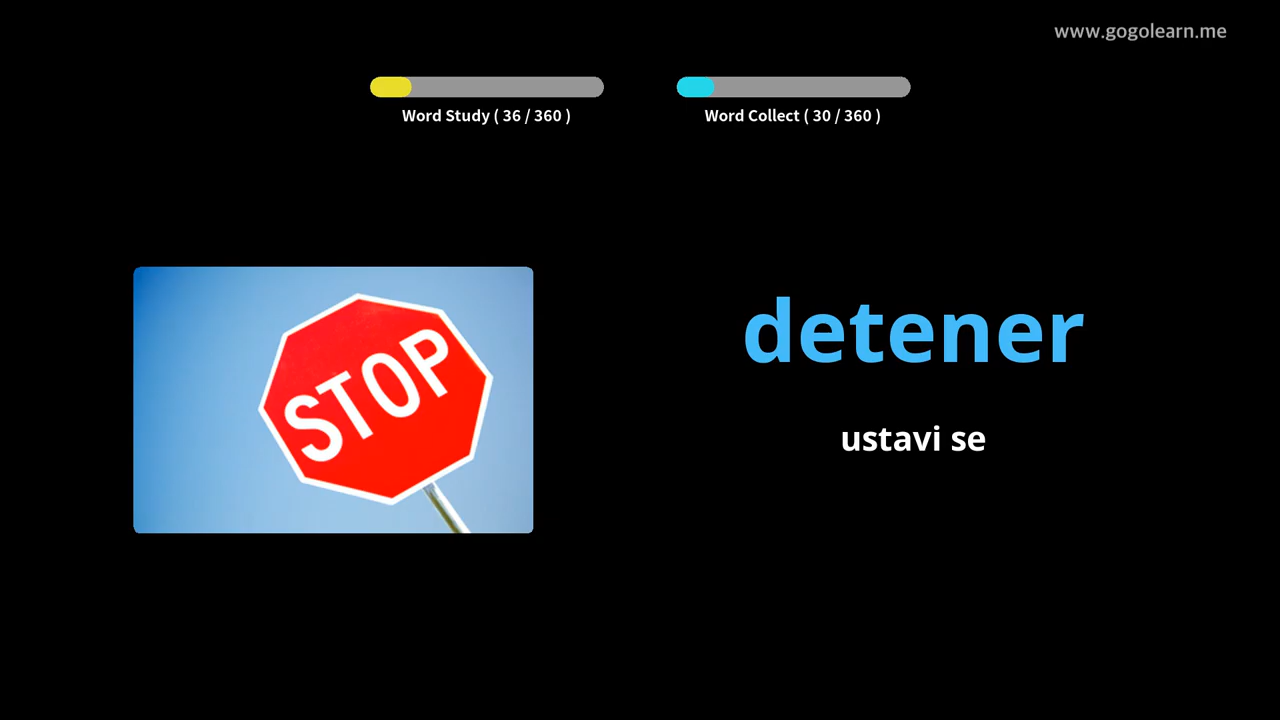 www.gogolearn.me
Word Study ( 36 / 360 )
Word Collect ( 30 / 360 )
STOP
detener
ustavi se